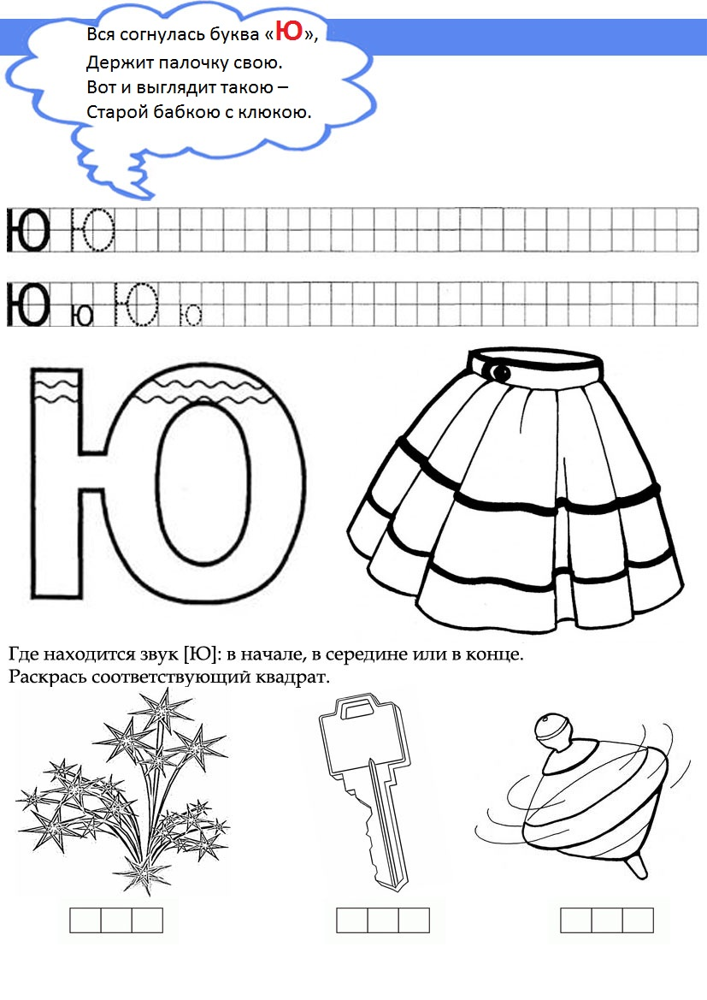 Вся согнулась буква «Ю»,
Держит палочку свою.
Вот и выглядит такою –
Старой бабкою с клюкою.
Ю Ю
Ю ю Ю ю
Ю
Где находится звук [Ю]: в начале, в середине или в конце.
Раскрась соответствующий квадрат.